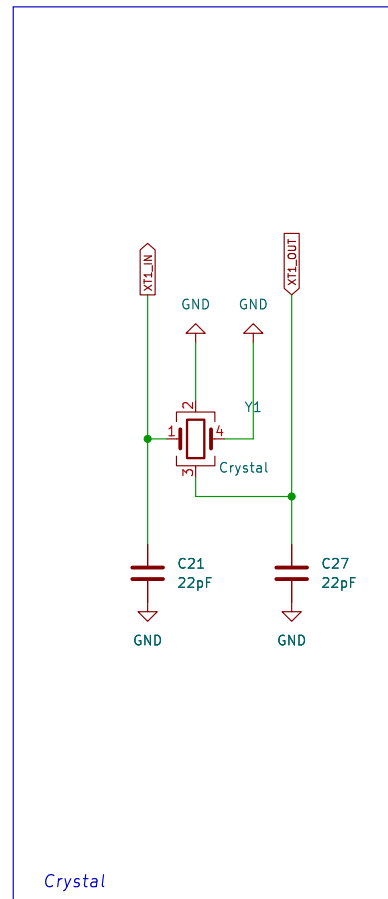 XT1_IN
XT1_OUT
GND
GND
2
Y1
1
4
3
Crystal
C21
22pF
C27
22pF
GND
GND
Crystal